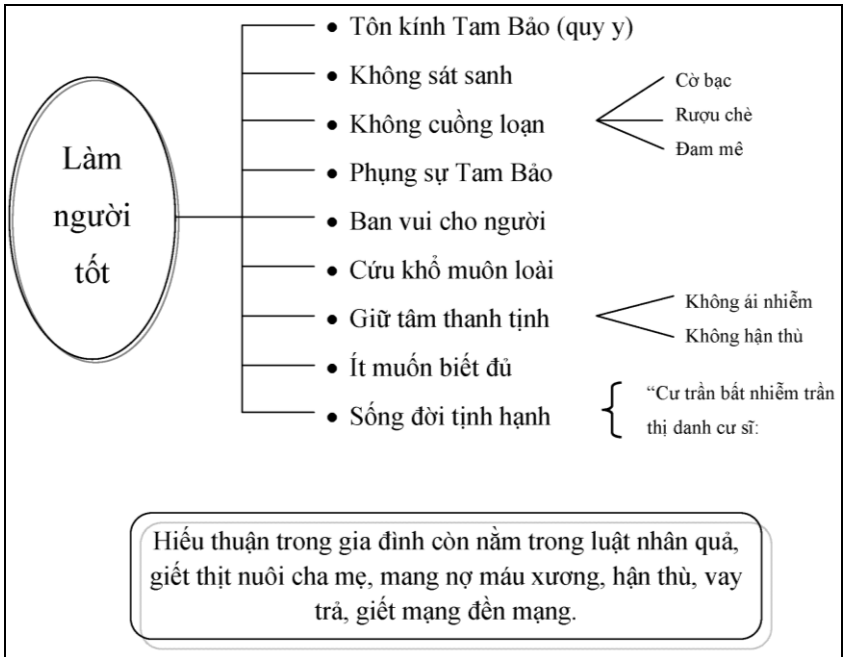 Làm
người
tốt
• Tôn kính Tam Bảo (quy y)
• Không sát sanh
• Không cuồng loạn
Cờ bạc
Rượu chè
Đam mê
• Phụng sự Tam Bảo
• Ban vui cho người
• Cứu khổ muôn loài
• Giữ tâm thanh tịnh
Không ái nhiễm
Không hận thù
• Ít muốn biết đủ
• Sống đời tịnh hạnh
“Cư trần bất nhiễm trần
thị danh cư sĩ:
Hiếu thuận trong gia đình còn nằm trong luật nhân quả,
giết thịt nuôi cha mẹ, mang nợ máu xương, hận thù, vay
trả, giết mạng đền mạng.